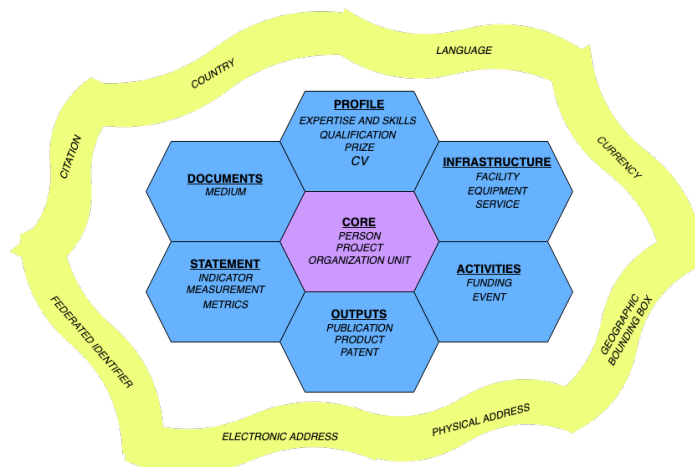 LANGUAGE
COUNTRY
CURRENCY
CITATION
PROFILE
EXPERTISE AND SKILLS
QUALIFICATION
PRIZE
CV
DOCUMENTS
MEDIUM
INFRASTRUCTURE
FACILITY
EQUIPMENT
SERVICE
CORE
PERSON
PROJECT
ORGANIZATION UNIT
STATEMENT
INDICATOR
MEASUREMENT
METRICS
ACTIVITIES
FUNDING
EVENT
OUTPUTS
PUBLICATION
PRODUCT
PATENT
FEDERATED IDENTIFIER
GEOGRAPHIC
BOUNDING BOX
ELECTRONIC ADDRESS
PHYSICAL ADDRESS